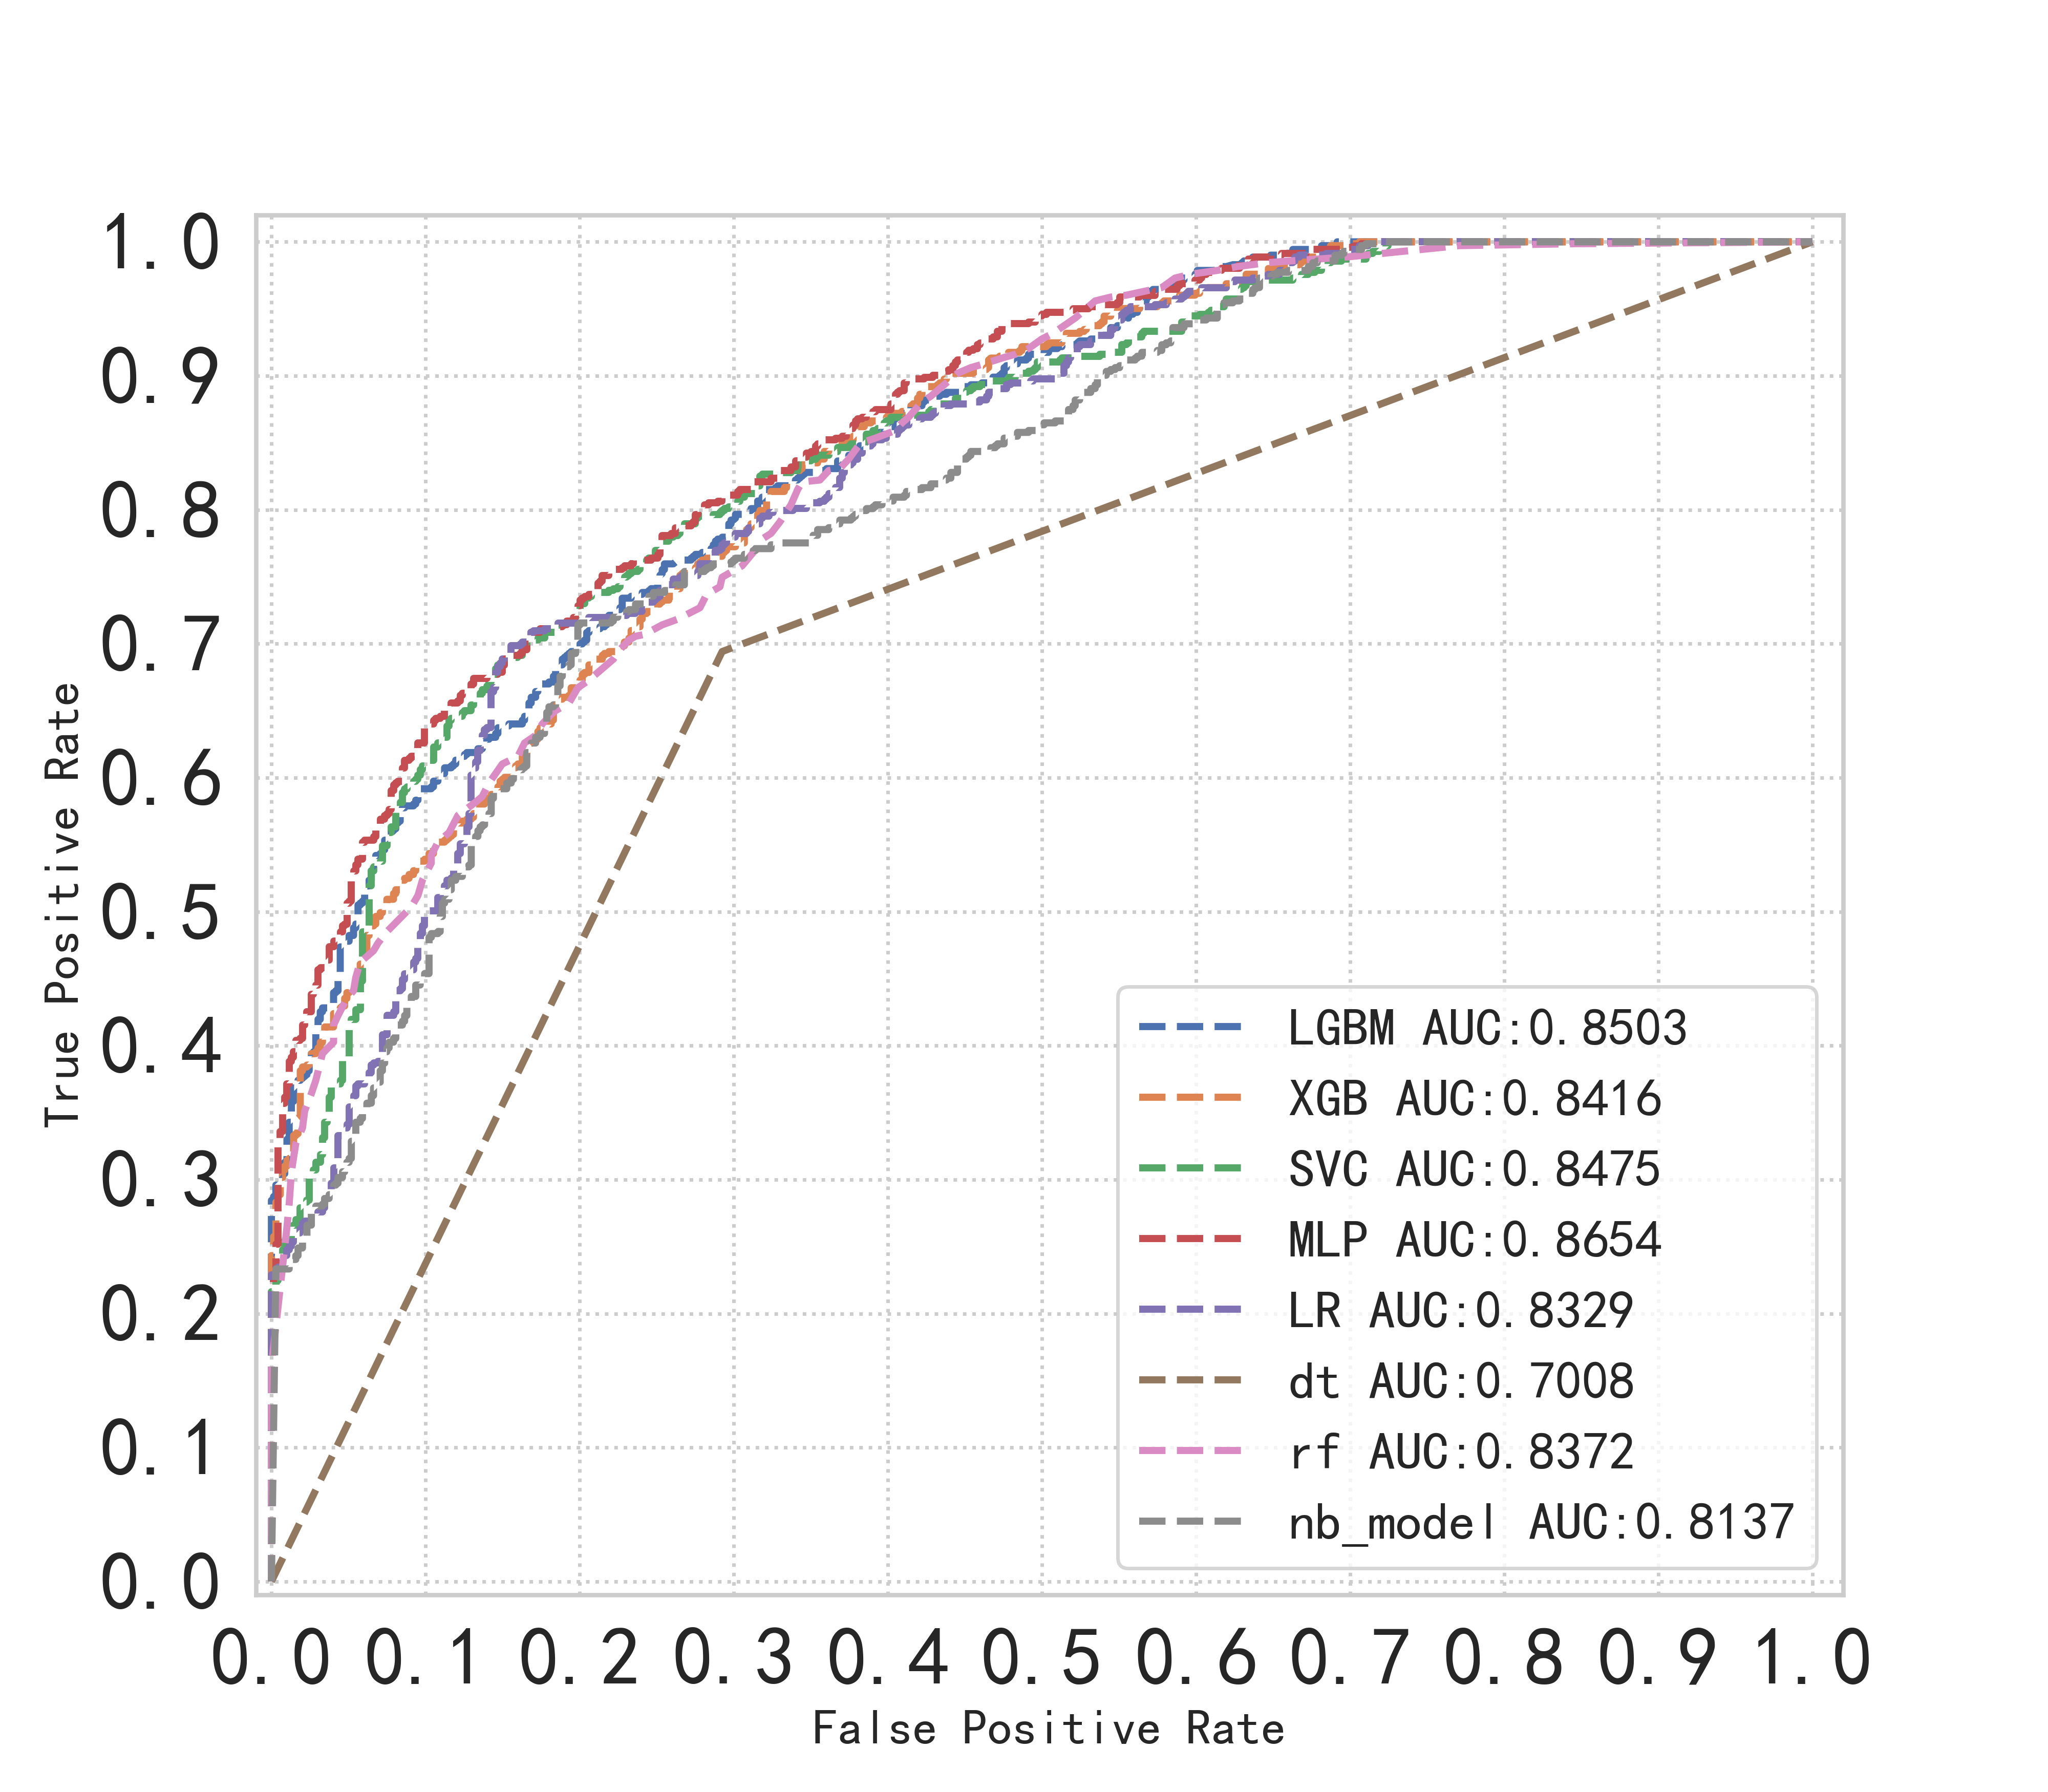 1.0
0.9
0.8
0.7
0.6
0.5
0.4
0.3
0.2
0.1
0.0
True Positive Rate
LGBM AUC:0.8503
XGB AUC:0.8416
SVC AUC:0.8475
MLP AUC:0.8654
LR AUC:0.8329
dt AUC:0.7008
rf AUC:0.8372
nb_model AUC:0.8137
0.0 0.1 0.2 0.3 0.4 0.5 0.6 0.7 0.8 0.9 1.0
False Positive Rate